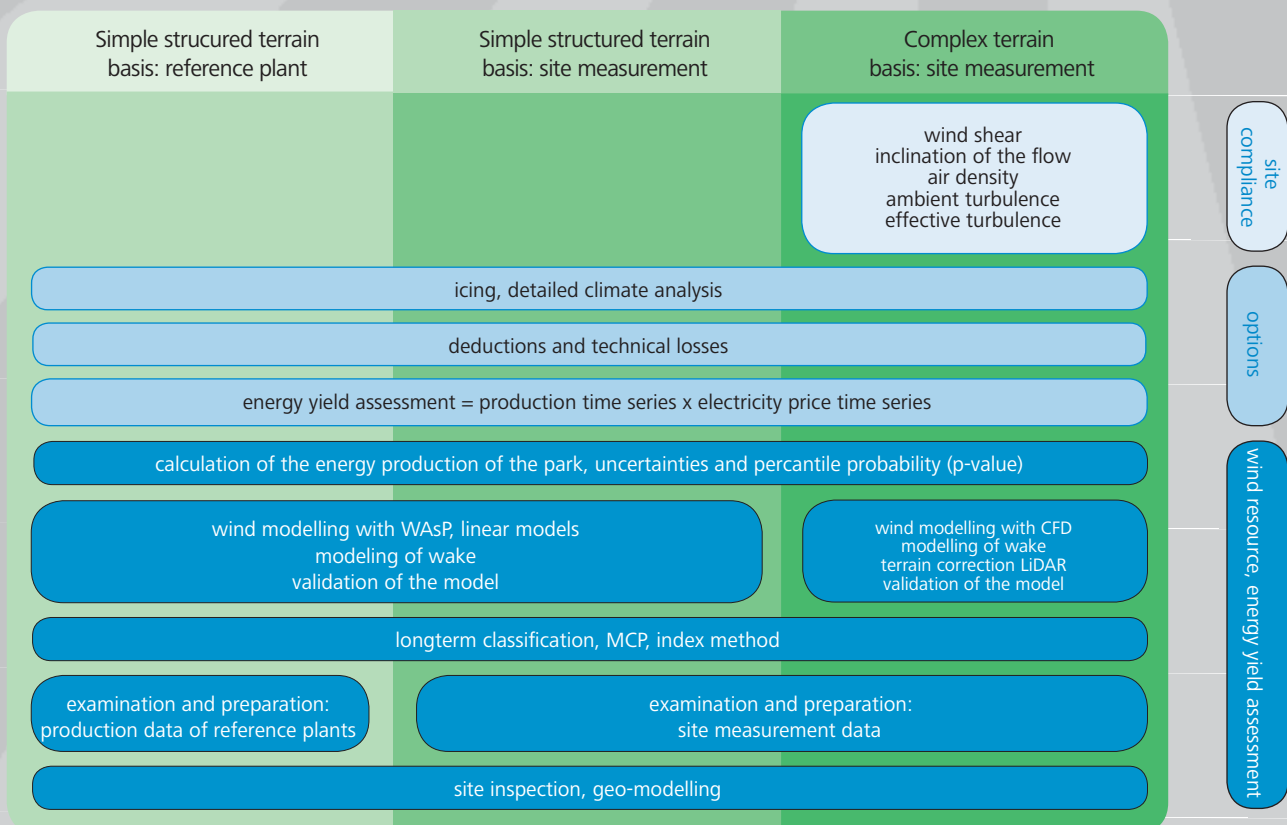 Simple strucured terrain
basis: reference plant
Simple structured terrain
basis: site measurement
Complex terrain
basis: site measurement
wind shear
inclination of the flow
air density
ambient turbulence
effective turbulence
site
compliance
icing, detailed climate analysis
deductions and technical losses
energy yield assessment = production time series x electricity price time series
options
calculation of the energy production of the park, uncertainties and percantile probability (p-value)
wind modelling with WAsP, linear models
modeling of wake
validation of the model
wind modelling with CFD
modelling of wake
terrain correction LiDAR
validation of the model
longterm classification, MCP, index method
examination and preparation:
production data of reference plants
examination and preparation:
site measurement data
site inspection, geo-modelling
wind resource, energy yield assessment